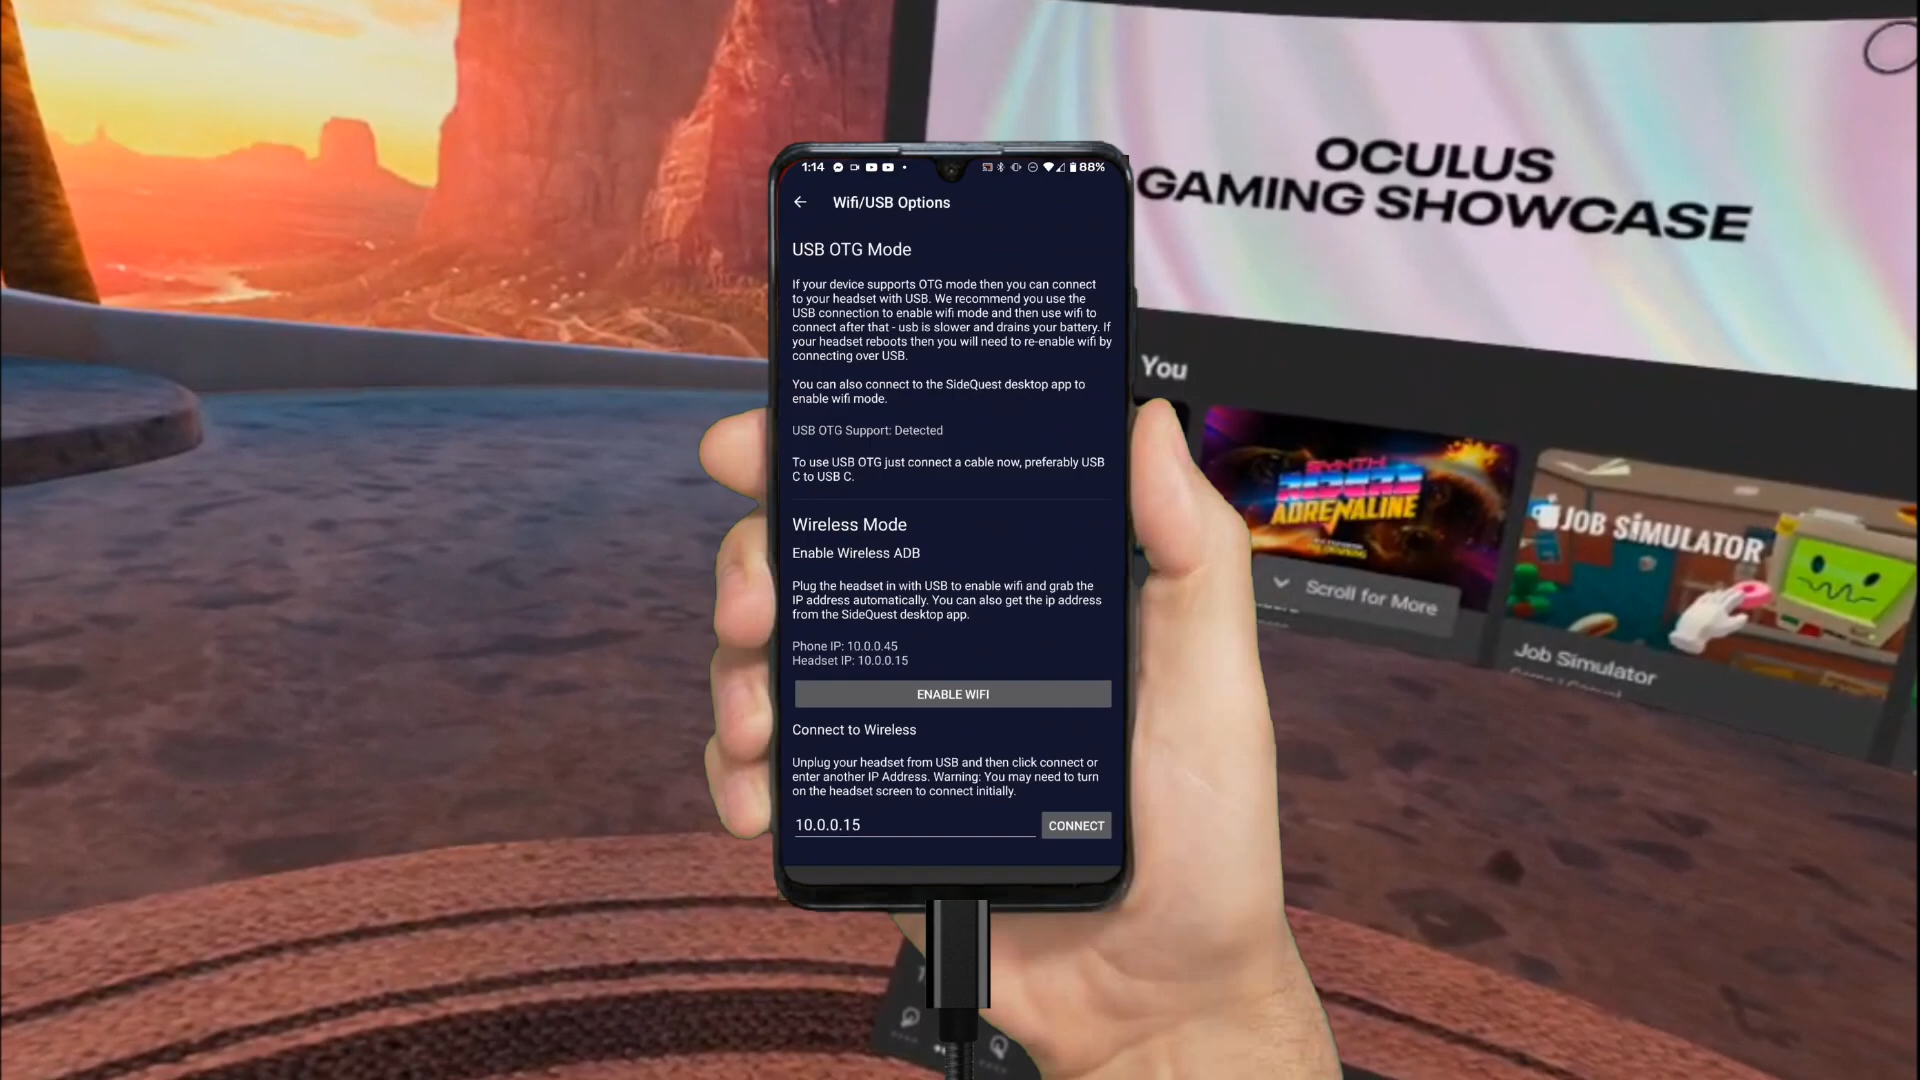 OCULUS
GAMING SHOWCASE
1:14
88%
Wifi/USB Options
USB OTG Mode
If your device supports OTG mode then you can connect
to your headset with USB. We recommend you use the
USB connection to enable wifi mode and then use wifi to
connect after that - usb is slower and drains your battery. If
your headset reboots then you will need to re-enable wifi by
connecting over USB.
You can also connect to the SideQuest desktop app to
enable wifi mode.
USB OTG Support: Detected
To use USB OTG just connect a cable now, preferably USB
C to USB C.
Wireless Mode
Enable Wireless ADB
Plug the headset in with USB to enable wifi and grab the
IP address automatically. You can also get the ip address
from the SideQuest desktop app.
Phone IP: 10.0.0.45
Headset IP: 10.0.0.15
ENABLE WIFI
Connect to Wireless
Unplug your headset from USB and then click connect or
enter another IP Address. Warning: You may need to turn
on the headset screen to connect initially.
10.0.0.15
CONNECT
You
SYNTH
RIDERS
ADRENALINE
Scroll for More
JOB SIMULATOR
Job Simulator